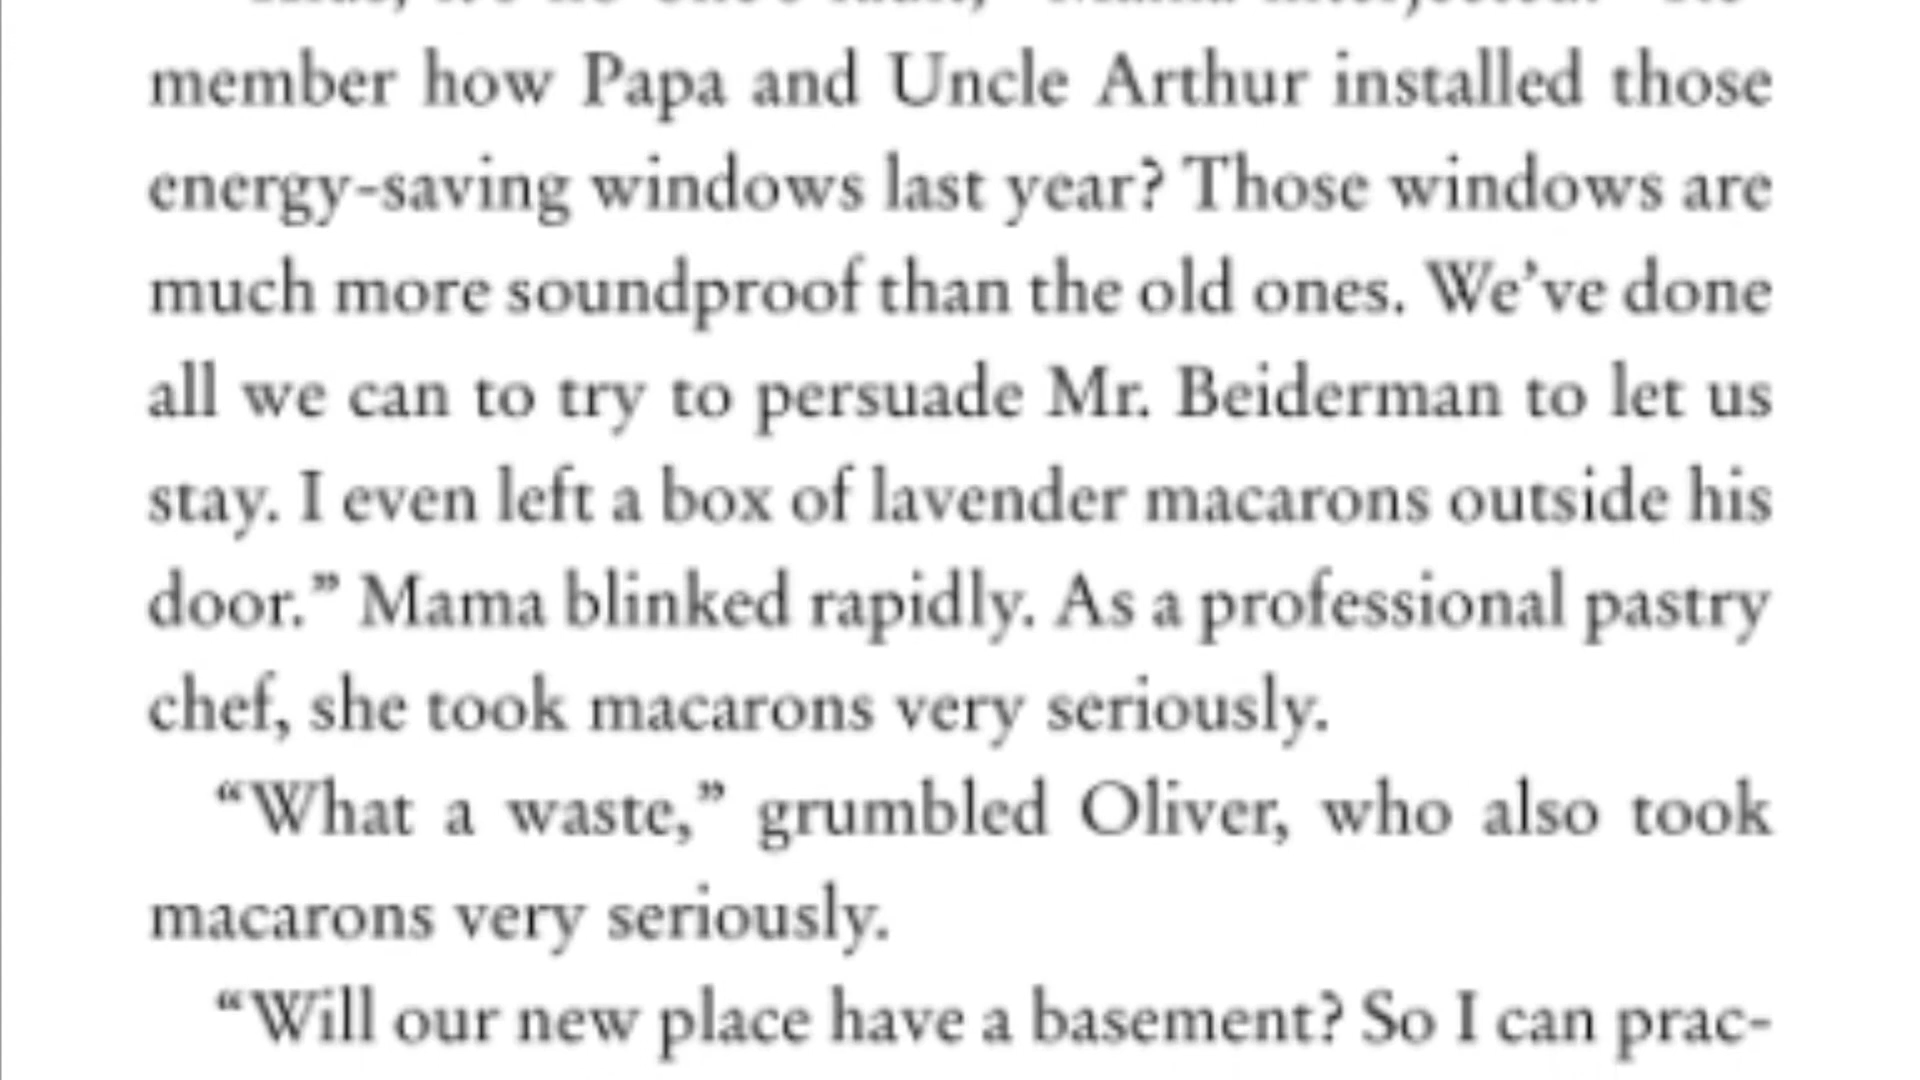 member how Papa and Uncle Arthur installed those
energy-saving windows last year? Those windows are
much more soundproof than the old ones. We’ve done
all we can to try to persuade Mr. Beiderman to let us
stay. I even left a box of lavender macarons outside his
door.” Mama blinked rapidly. As a professional pastry
chef, she took macarons very seriously.
“What a waste,” grumbled Oliver, who also took
macarons very seriously.
“Will our new place have a basement? So I can prac-